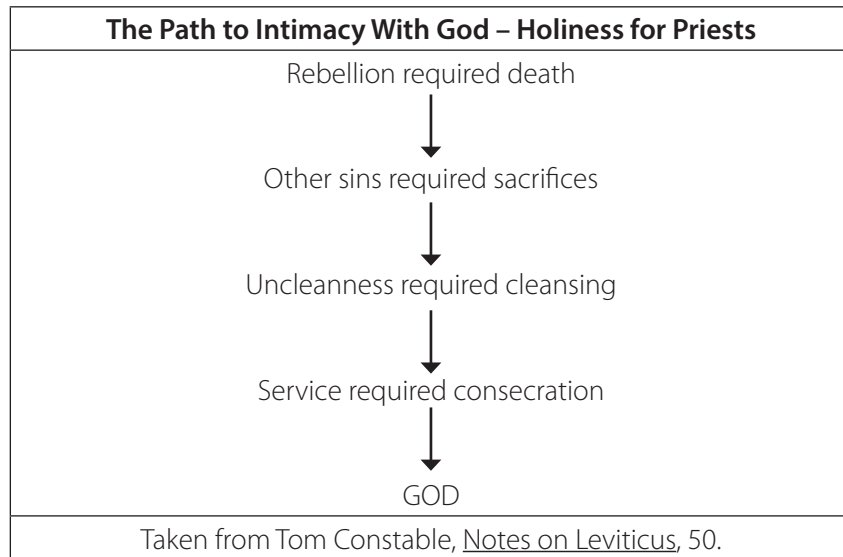 The Path to Intimacy With God – Holiness for Priests
Rebellion required death
Other sins required sacrifices
Uncleanness required cleansing
Service required consecration
GOD
Taken from Tom Constable, Notes on Leviticus, 50.